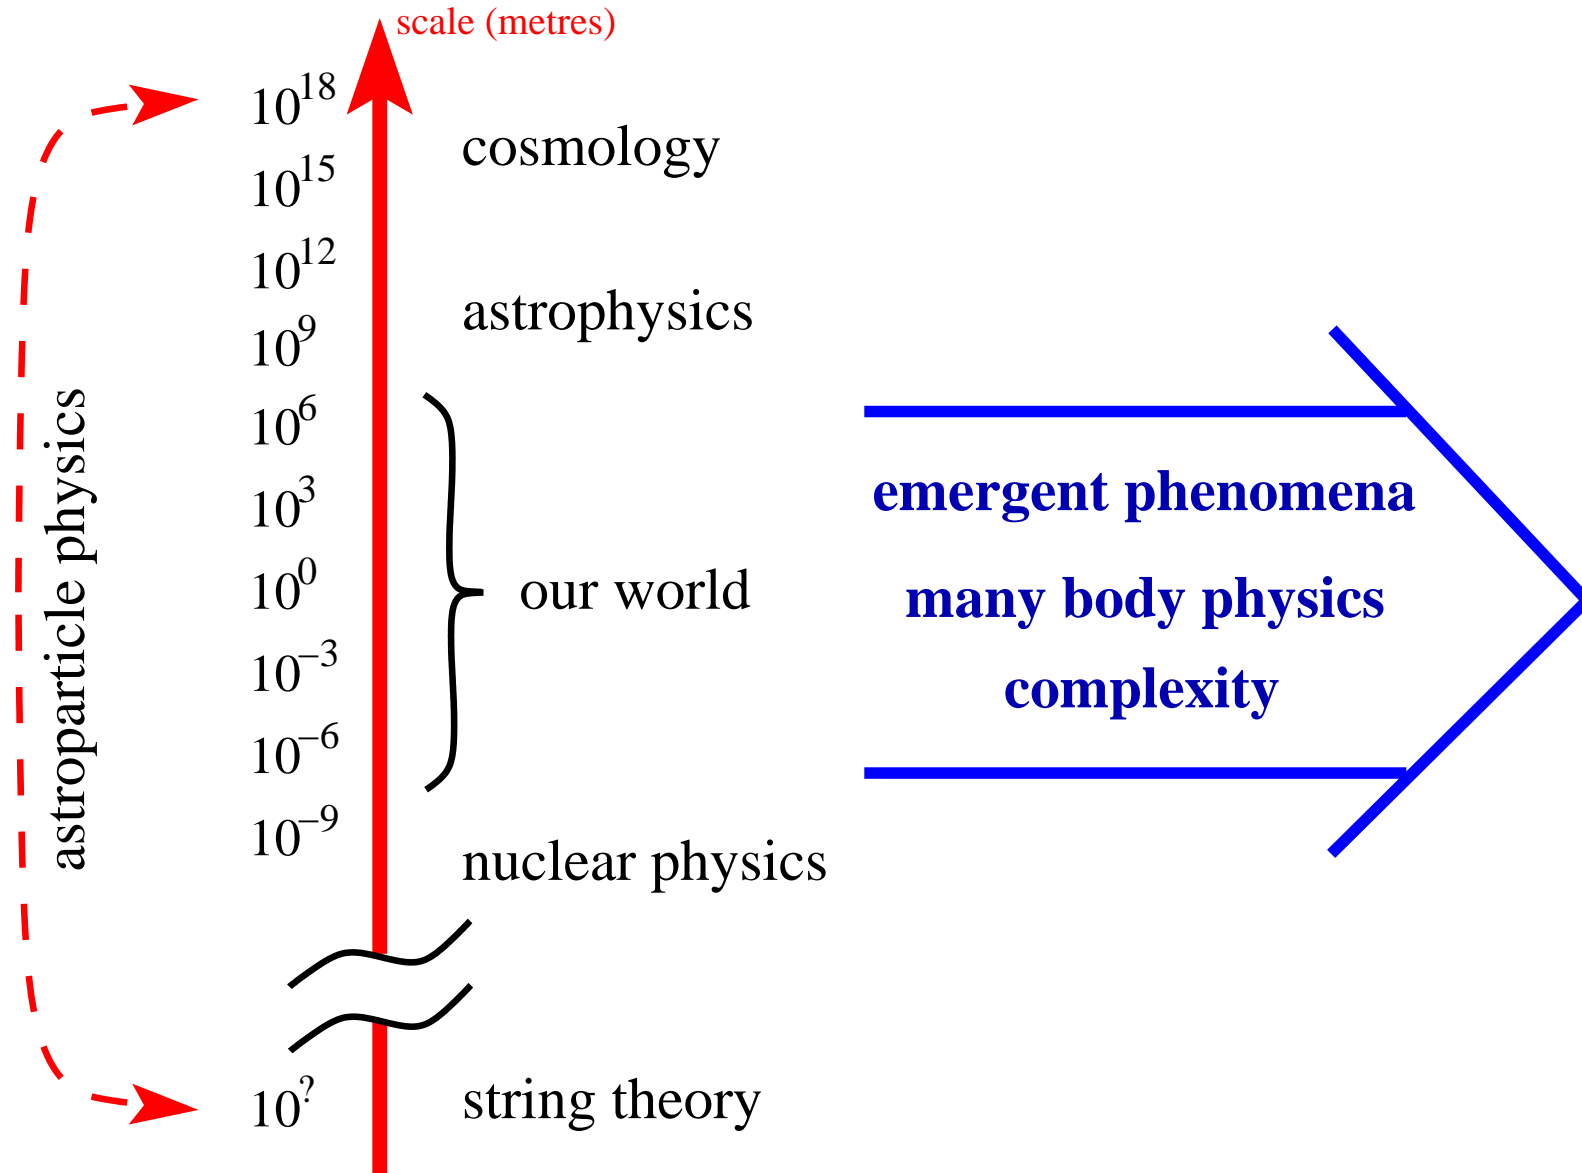 scale (metres)
10^18
cosmology
10^15
10^12
astrophysics
10^9
10^6
10^3
10^0
our world
10^−3
10^−6
10^−9
nuclear physics
10^?
string theory
astroparticle physics
emergent phenomena
many body physics
complexity